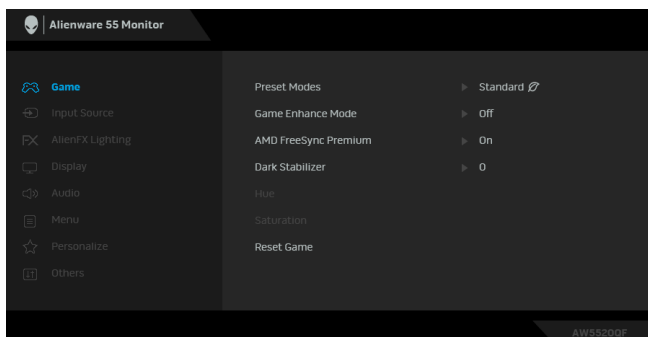 Alienware 55 Monitor
Game
Preset Modes Standard
Input Source
Game Enhance Mode Off
AlienFX Lighting
AMD FreeSync Premium On
Display
Dark Stabilizer 0
Audio
Hue
Menu
Saturation
Personalize
Reset Game
Others
AW5520QF